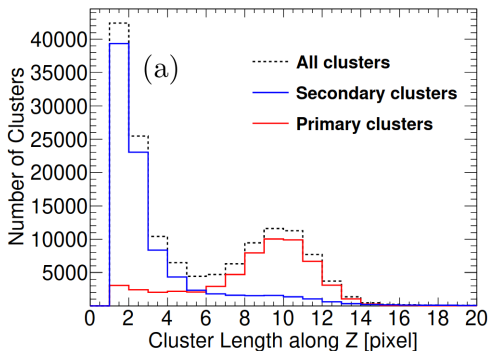 Number of Clusters
40000
35000
30000
25000
20000
15000
10000
5000
(a)
All clusters
Secondary clusters
Primary clusters
0 2 4 6 8 10 12 14 16 18 20
Cluster Length along Z [pixel]